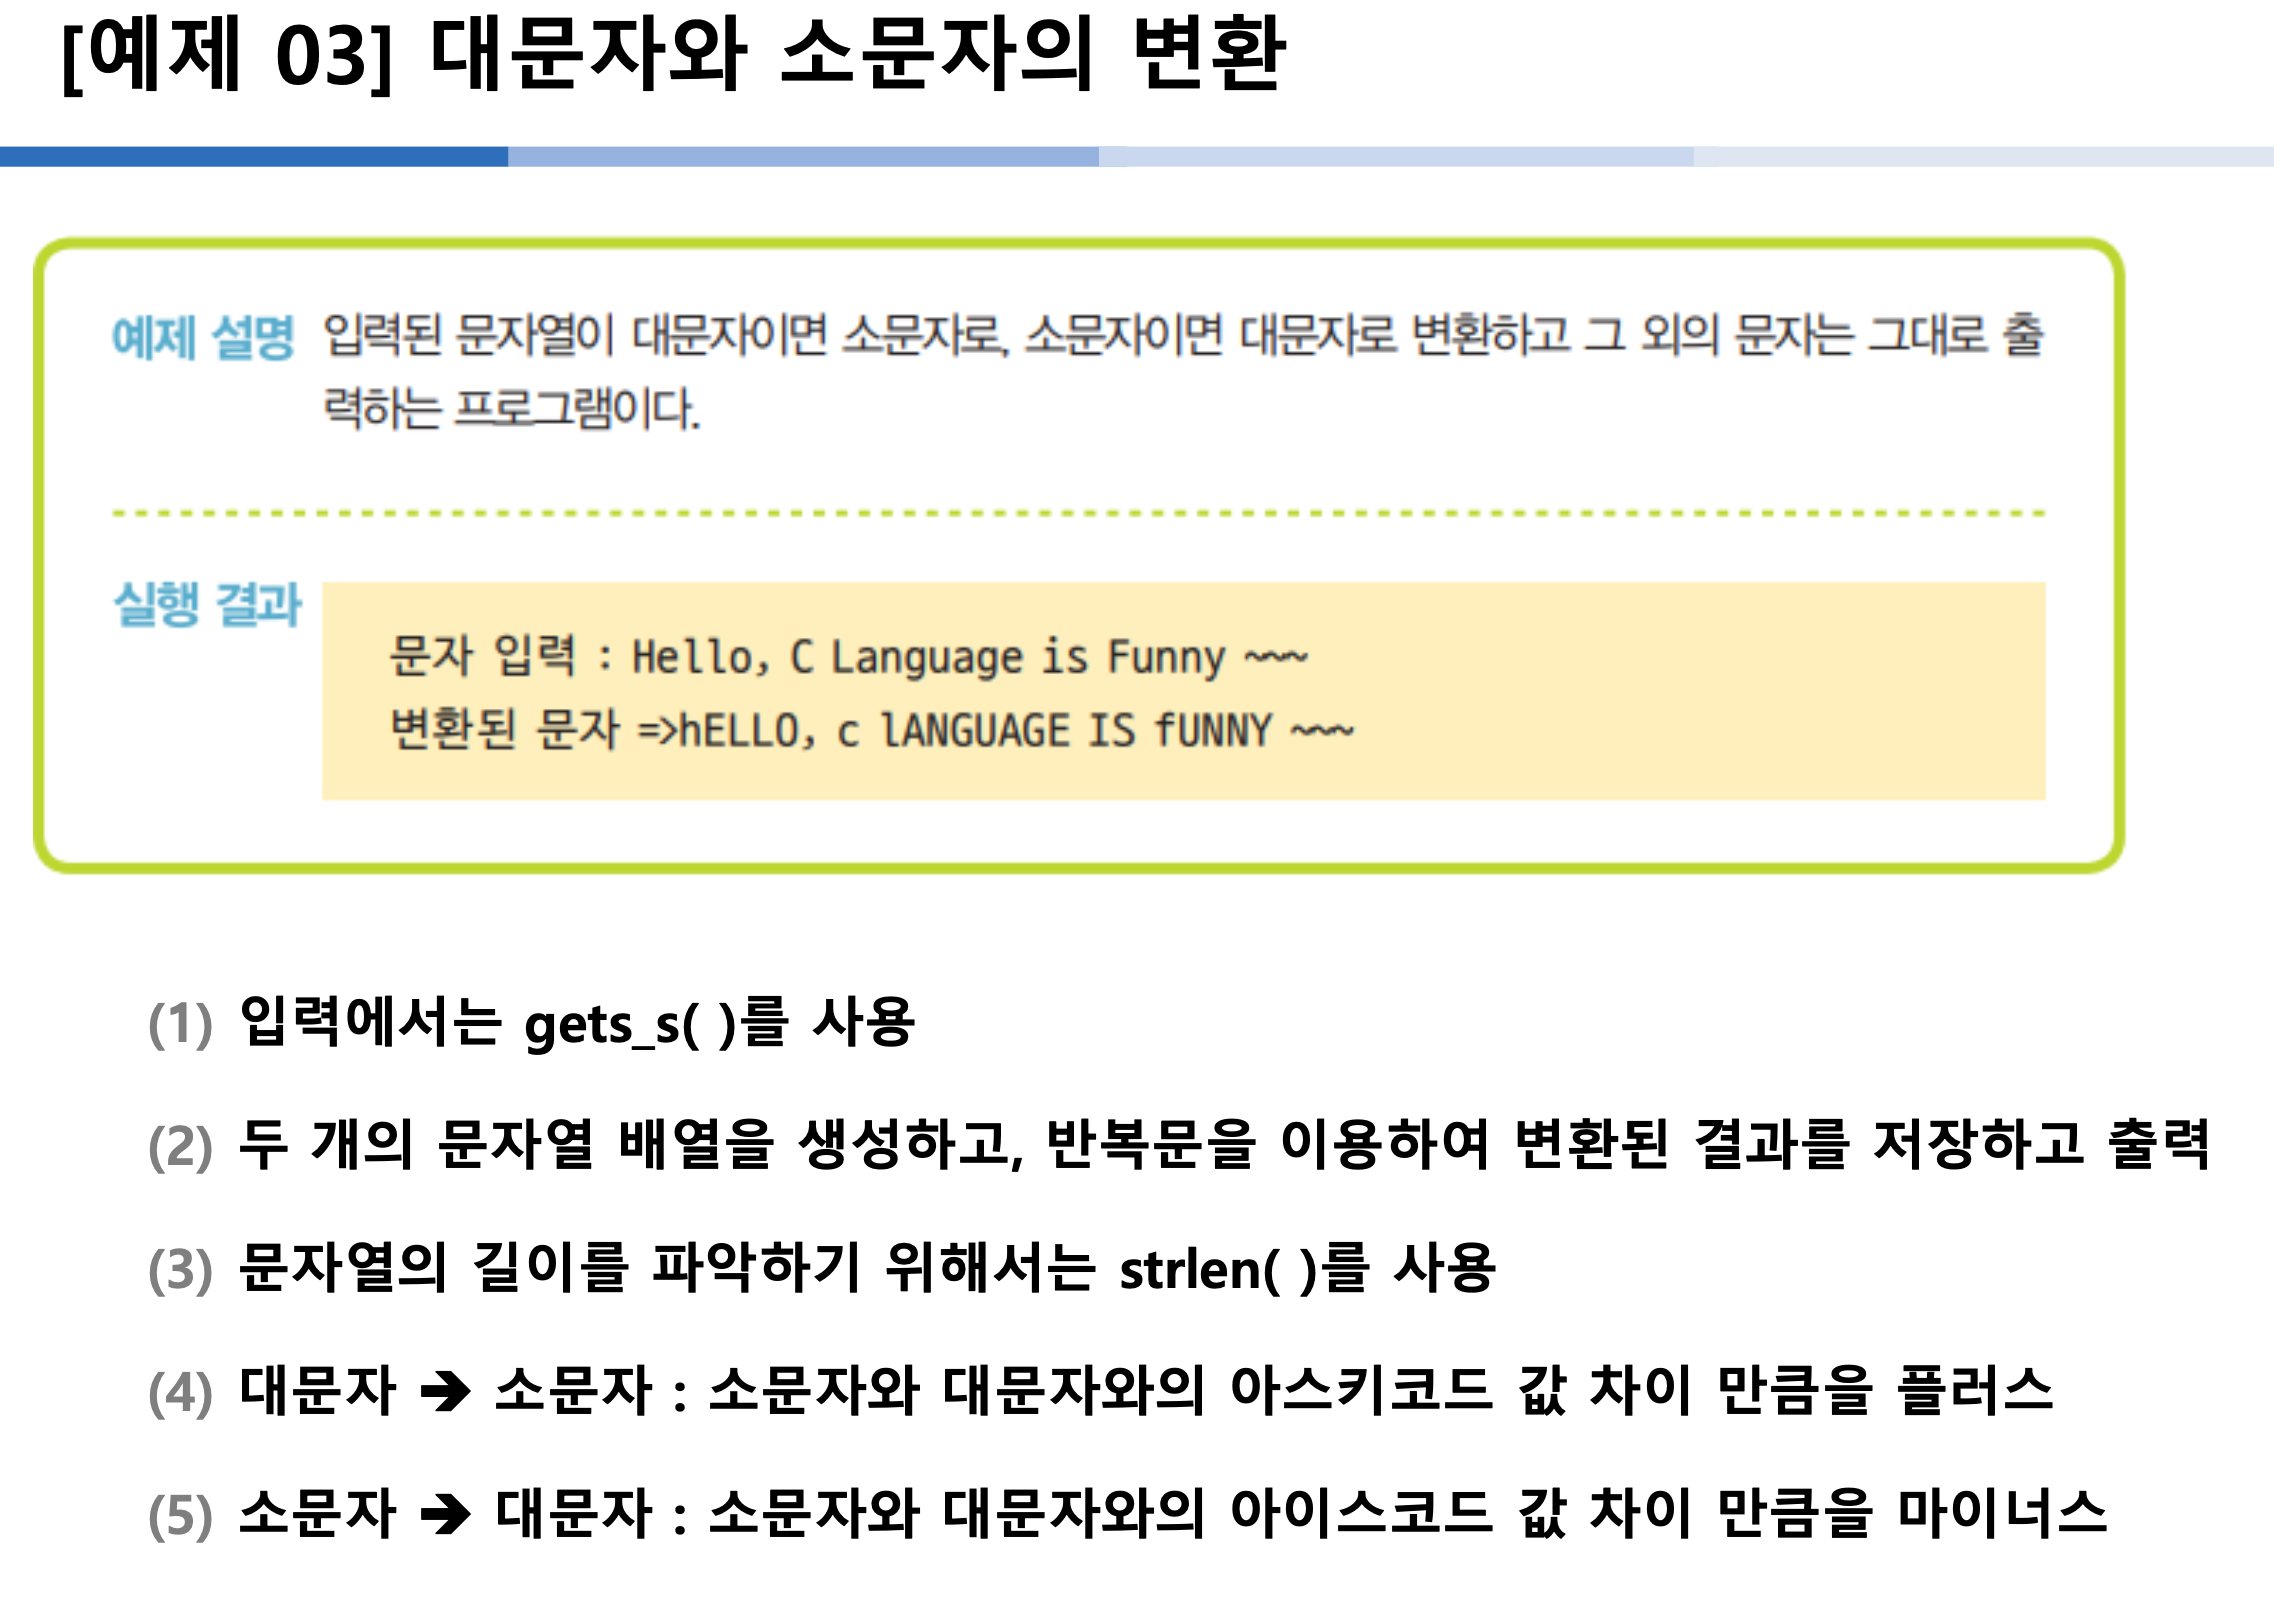 [예제 03] 대문자와 소문자의 변환
예제 설명 입력된 문자열이 대문자이면 소문자로, 소문자이면 대문자로 변환하고 그 외의 문자는 그대로 출
력하는 프로그램이다.
실행 결과
문자 입력 : Hello, C Language is Funny ~~~
변환된 문자 =>hELLO, c lANGUAGE IS fUNNY ~~~
(1) 입력에서는 gets_s( )를 사용
(2) 두 개의 문자열 배열을 생성하고, 반복문을 이용하여 변환된 결과를 저장하고 출력
(3) 문자열의 길이를 파악하기 위해서는 strlen( )를 사용
(4) 대문자 ➔ 소문자 : 소문자와 대문자와의 아스키코드 값 차이 만큼을 플러스
(5) 소문자 ➔ 대문자 : 소문자와 대문자와의 아이스코드 값 차이 만큼을 마이너스